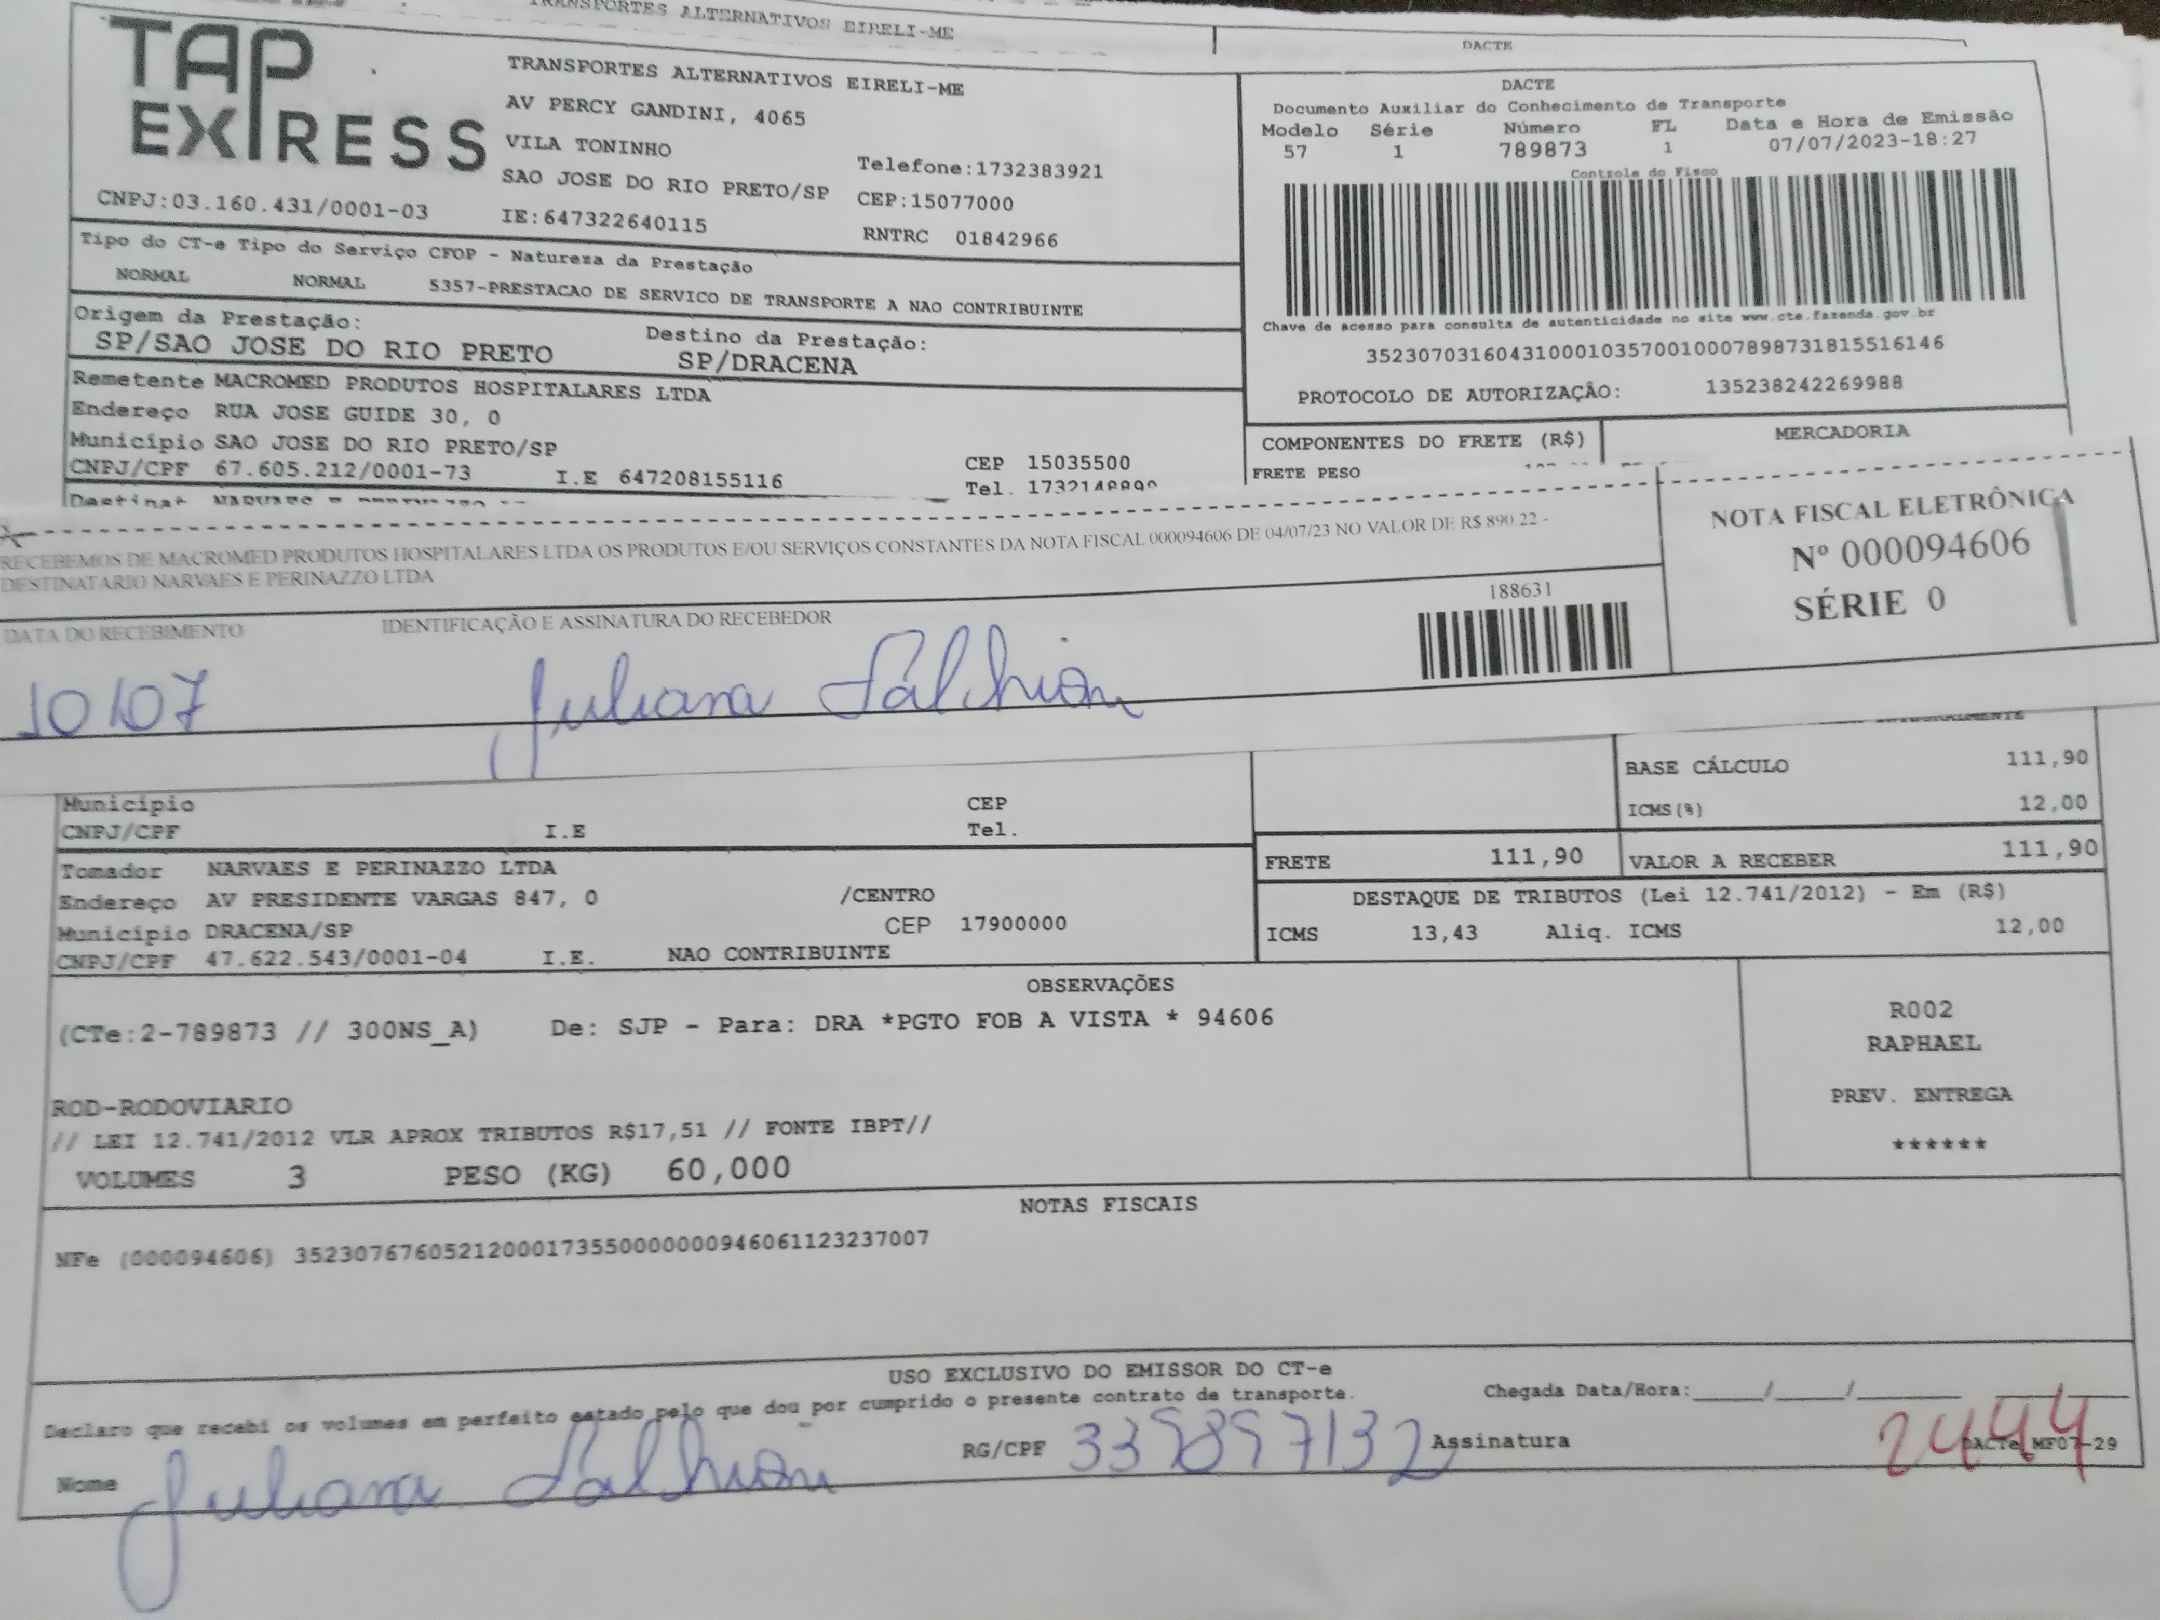 TRANSPORTES ALTERNATIVOS EIRELI-ME
DACTE
TAP EXPRESS
TRANSPORTES ALTERNATIVOS EIRELI-ME
AV PERCY GANDINI, 4065
VILA TONINHO
Telefone:1732383921
SAO JOSE DO RIO PRETO/SP CEP:15077000
CNPJ:03.160.431/0001-03 IE:647322640115 RNTRC 01842966
DACTE
Documento Auxiliar do Conhecimento de Transporte
Modelo Série Número FL Data e Hora de Emissão
57 1 789873 1 07/07/2023-18:27
Controle do Fisco
Chave de acesso para consulta de autenticidade no site www.cte.fazenda.gov.br
35230703160431000103570010007898731815516146
PROTOCOLO DE AUTORIZAÇÃO: 135238242269988
Tipo do CT-e Tipo do Serviço CFOP - Natureza da Prestação
NORMAL NORMAL 5357-PRESTACAO DE SERVICO DE TRANSPORTE A NAO CONTRIBUINTE
Origem da Prestação: Destino da Prestação:
SP/SAO JOSE DO RIO PRETO SP/DRACENA
Remetente MACROMED PRODUTOS HOSPITALARES LTDA
Endereço RUA JOSE GUIDE 30, 0
Município SAO JOSE DO RIO PRETO/SP CEP 15035500
CNPJ/CPF 67.605.212/0001-73 I.E 647208155116 Tel. 1732148890
COMPONENTES DO FRETE (R$) MERCADORIA
FRETE PESO
RECEBEMOS DE MACROMED PRODUTOS HOSPITALARES LTDA OS PRODUTOS E/OU SERVIÇOS CONSTANTES DA NOTA FISCAL 000094606 DE 04/07/23 NO VALOR DE R$ 890 22 -
DESTINATÁRIO NARVAES E PERINAZZO LTDA
NOTA FISCAL ELETRÔNICA
Nº 000094606
SÉRIE 0
188631
DATA DO RECEBIMENTO IDENTIFICAÇÃO E ASSINATURA DO RECEBEDOR
10/07 Juliana
BASE CÁLCULO 111,90
ICMS(%) 12,00
Município CEP
CNPJ/CPF I.E Tel.
FRETE 111,90 VALOR A RECEBER 111,90
Tomador NARVAES E PERINAZZO LTDA
Endereço AV PRESIDENTE VARGAS 847, 0 /CENTRO
Município DRACENA/SP CEP 17900000
CNPJ/CPF 47.622.543/0001-04 I.E. NAO CONTRIBUINTE
DESTAQUE DE TRIBUTOS (Lei 12.741/2012) - Em (R$)
ICMS 13,43 Aliq. ICMS 12,00
OBSERVAÇÕES
(CTe:2-789873 // 300NS_A) De: SJP - Para: DRA *PGTO FOB A VISTA * 94606
ROD-RODOVIARIO
// LEI 12.741/2012 VLR APROX TRIBUTOS R$17,51 // FONTE IBPT//
VOLUMES 3 PESO (KG) 60,000
R002
RAPHAEL
PREV. ENTREGA
******
NOTAS FISCAIS
NFe (000094606) 35230767605212000173550000000946061123237007
USO EXCLUSIVO DO EMISSOR DO CT-e
Declaro que recebi os volumes em perfeito estado pelo que dou por cumprido o presente contrato de transporte. Chegada Data/Hora:______/______/________
Nome Juliana RG/CPF 339897132 Assinatura DACTe MF07-29
2444